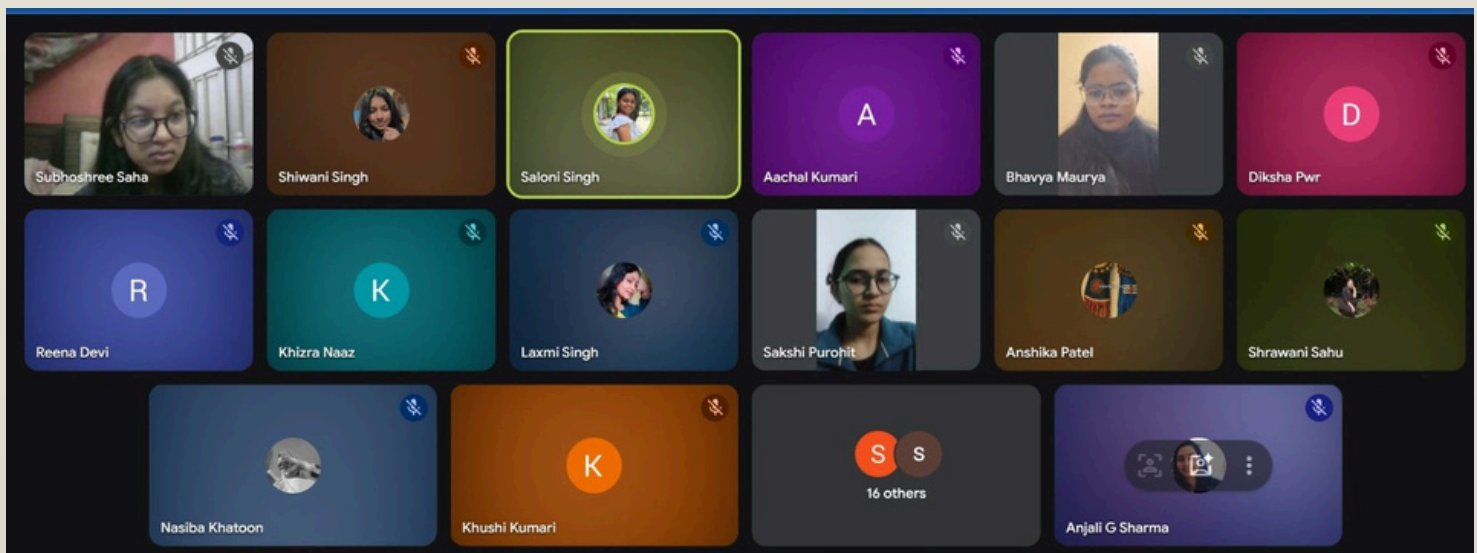 Subhoshree Saha
Shiwani Singh
Saloni Singh
A
Aachal Kumari
Bhavya Maurya
D
Diksha Pwr
R
Reena Devi
K
Khizra Naaz
Laxmi Singh
Sakshi Purohit
Anshika Patel
Shrawani Sahu
Nasiba Khatoon
K
Khushi Kumari
S s
16 others
Anjali G Sharma